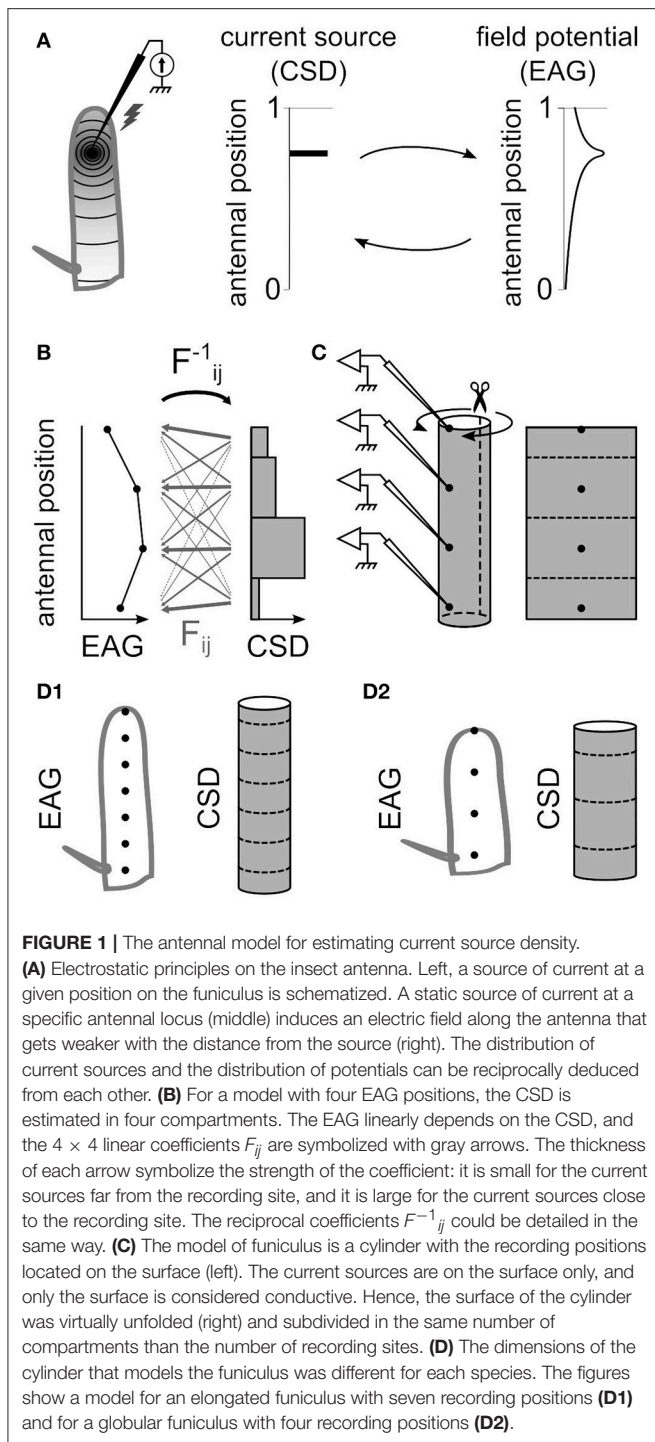 A
current source
(CSD)
field potential
(EAG)
antennal position
1
0
antennal position
1
0
B
F-1ij
antennal position
EAG
Fij
CSD
C
D1
EAG
CSD
D2
EAG
CSD
FIGURE 1 | The antennal model for estimating current source density.
(A) Electrostatic principles on the insect antenna. Left, a source of current at a
given position on the funiculus is schematized. A static source of current at a
specific antennal locus (middle) induces an electric field along the antenna that
gets weaker with the distance from the source (right). The distribution of
current sources and the distribution of potentials can be reciprocally deduced
from each other. (B) For a model with four EAG positions, the CSD is
estimated in four compartments. The EAG linearly depends on the CSD, and
the 4 × 4 linear coefficients Fij are symbolized with gray arrows. The thickness
of each arrow symbolize the strength of the coefficient: it is small for the current
sources far from the recording site, and it is large for the current sources close
to the recording site. The reciprocal coefficients F−1ij could be detailed in the
same way. (C) The model of funiculus is a cylinder with the recording positions
located on the surface (left). The current sources are on the surface only, and
only the surface is considered conductive. Hence, the surface of the cylinder
was virtually unfolded (right) and subdivided in the same number of
compartments than the number of recording sites. (D) The dimensions of the
cylinder that models the funiculus was different for each species. The figures
show a model for an elongated funiculus with seven recording positions (D1)
and for a globular funiculus with four recording positions (D2).